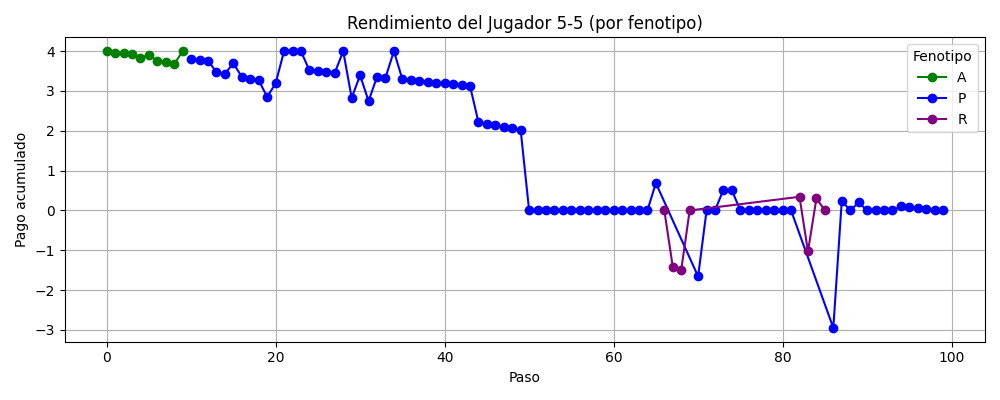 Rendimiento del Jugador 5-5 (por fenotipo)
Pago acumulado
4
3
2
1
0
−1
−2
−3
Fenotipo
A
P
R
0 20 40 60 80 100
Paso